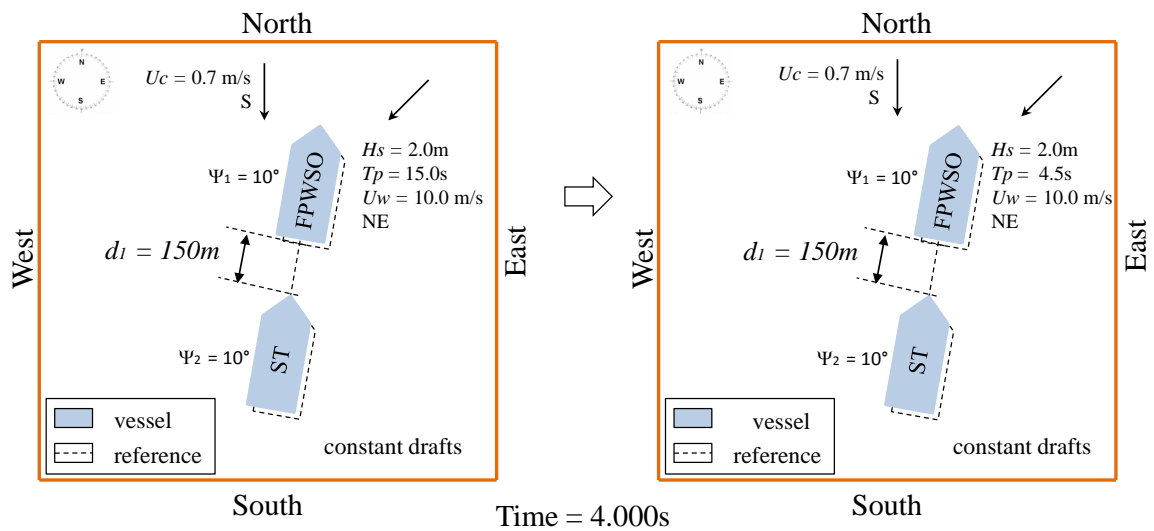 North
North
N
W E
S
Uc = 0.7 m/s
S
Hs = 2.0m
Tp = 15.0s
Uw = 10.0 m/s
NE
Ψ1 = 10°
FPWSO
d1 = 150m
West
East
Ψ2 = 10°
ST
vessel
reference
constant drafts
South
N
W E
S
Uc = 0.7 m/s
S
Hs = 2.0m
Tp = 4.5s
Uw = 10.0 m/s
NE
Ψ1 = 10°
FPWSO
d1 = 150m
West
East
Ψ2 = 10°
ST
vessel
reference
constant drafts
South
Time = 4.000s